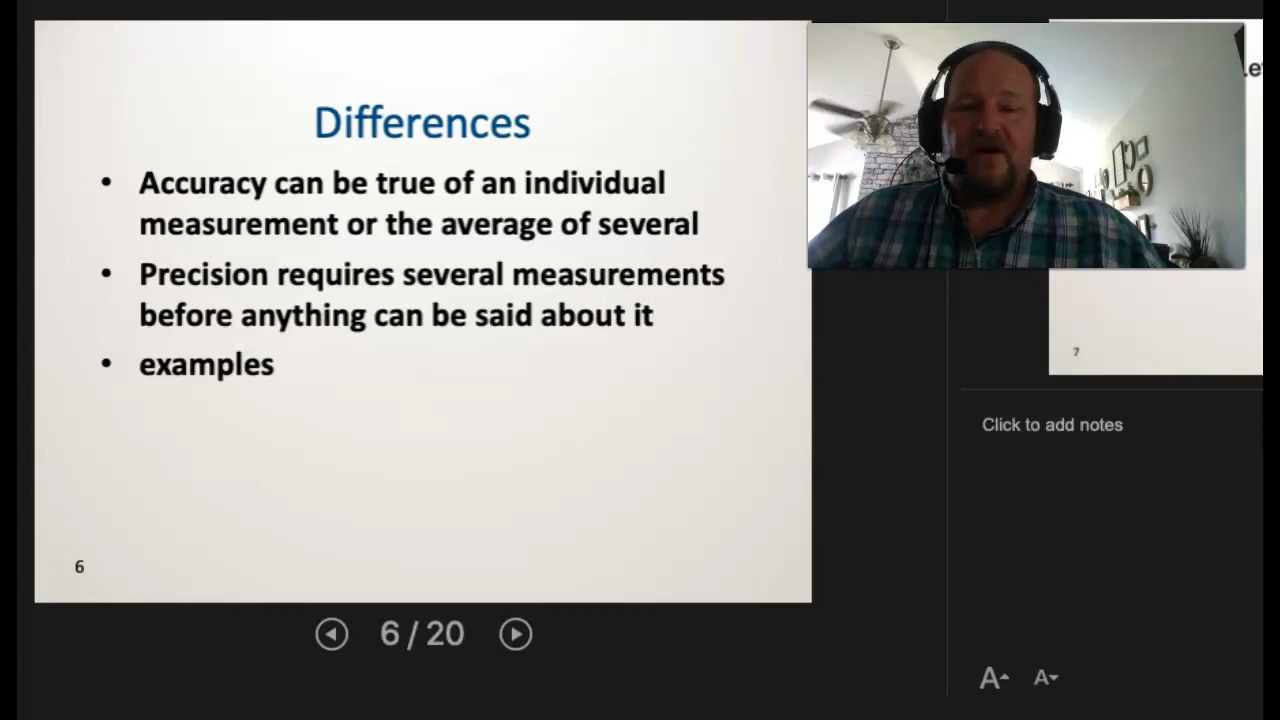 Differences
• Accuracy can be true of an individual
measurement or the average of several
• Precision requires several measurements
before anything can be said about it
• examples
6
6 / 20
7
Click to add notes
A A